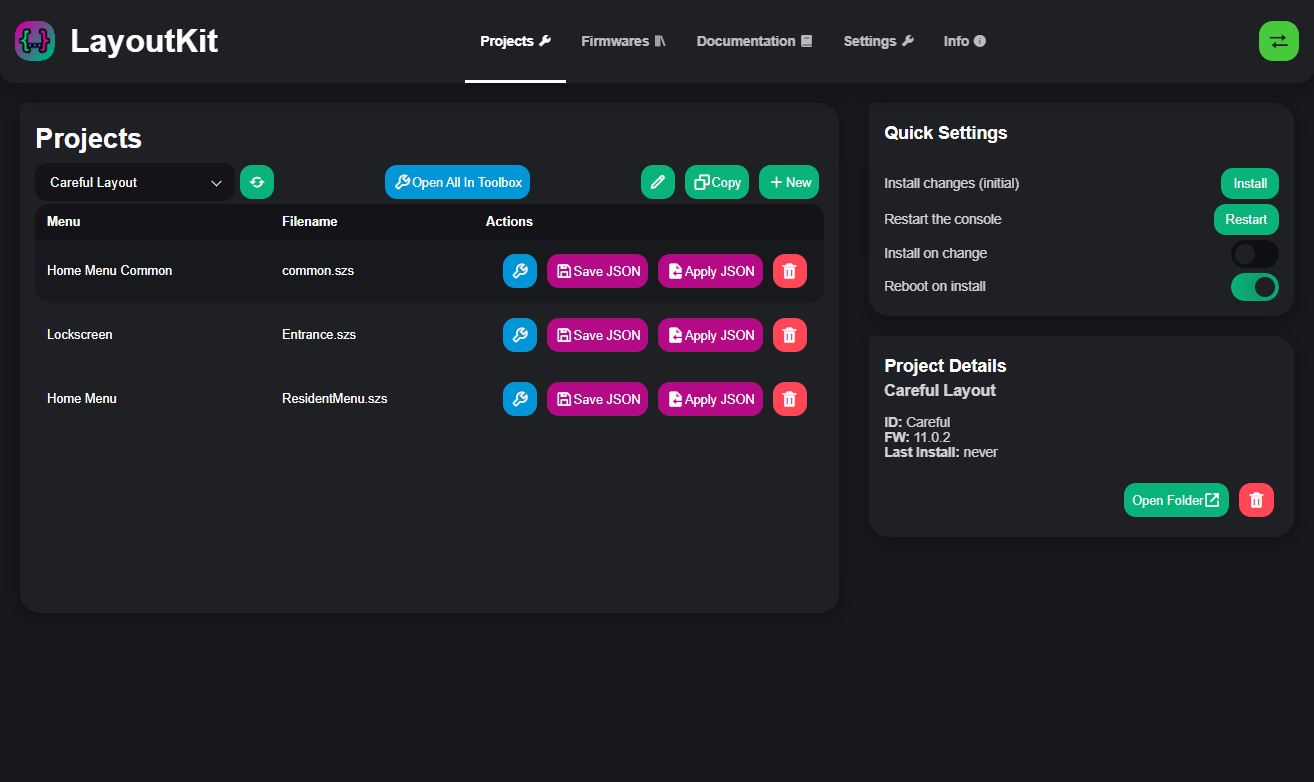 LayoutKit
Projects
Firmwares
Documentation
Settings
Info
Projects
Careful Layout
Open All In Toolbox
Copy
+ New
Menu Filename Actions
Home Menu Common common.szs Save JSON Apply JSON
Lockscreen Entrance.szs Save JSON Apply JSON
Home Menu ResidentMenu.szs Save JSON Apply JSON
Quick Settings
Install changes (initial) Install
Restart the console Restart
Install on change
Reboot on install
Project Details
Careful Layout
ID: Careful
FW: 11.0.2
Last Install: never
Open Folder